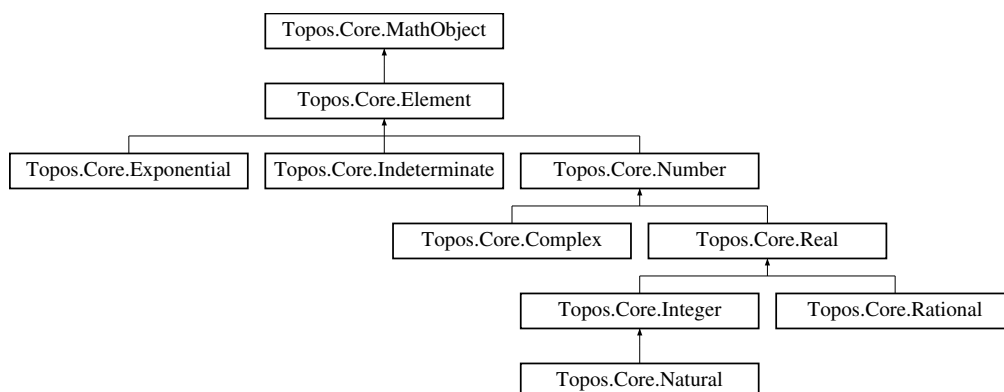 Topos.Core.MathObject
Topos.Core.Element
Topos.Core.Exponential
Topos.Core.Indeterminate
Topos.Core.Number
Topos.Core.Complex
Topos.Core.Real
Topos.Core.Integer
Topos.Core.Rational
Topos.Core.Natural